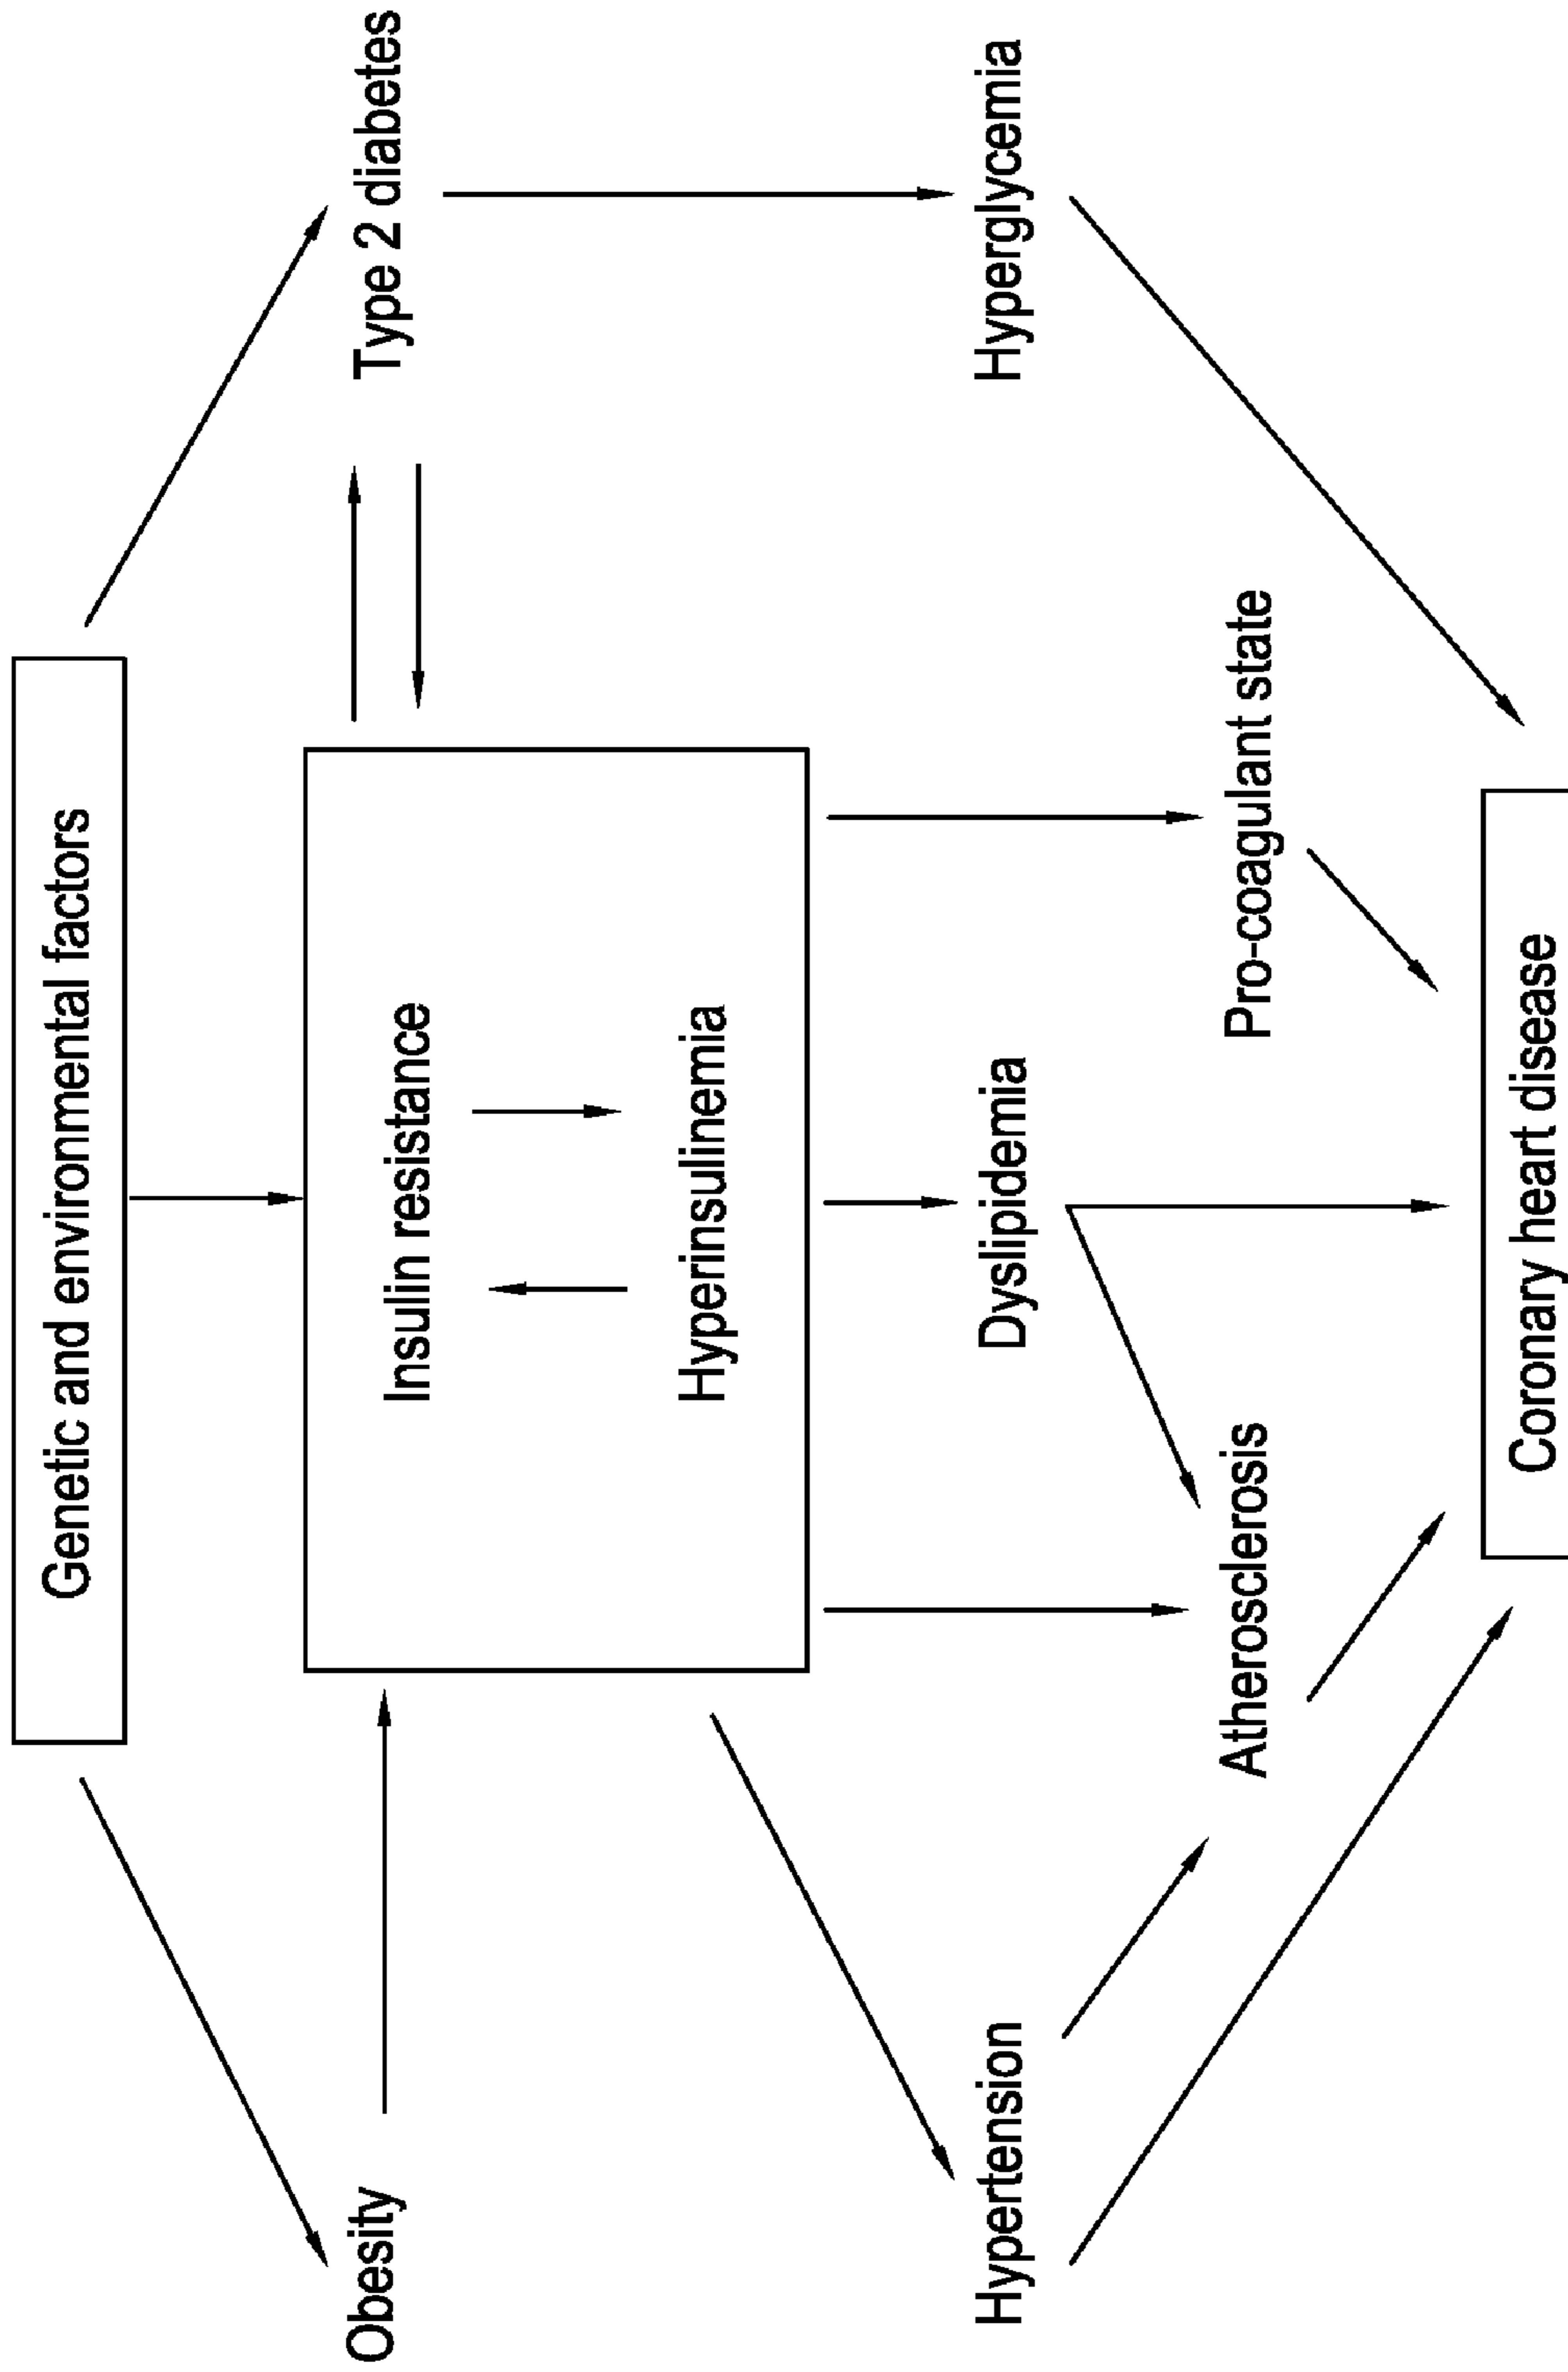 Genetic and environmental factors
Obesity
Insulin resistance
Type 2 diabetes
Hyperinsulinemia
Hypertension
Dyslipidemia
Hyperglycemia
Atherosclerosis
Pro-coagulant state
Coronary heart disease